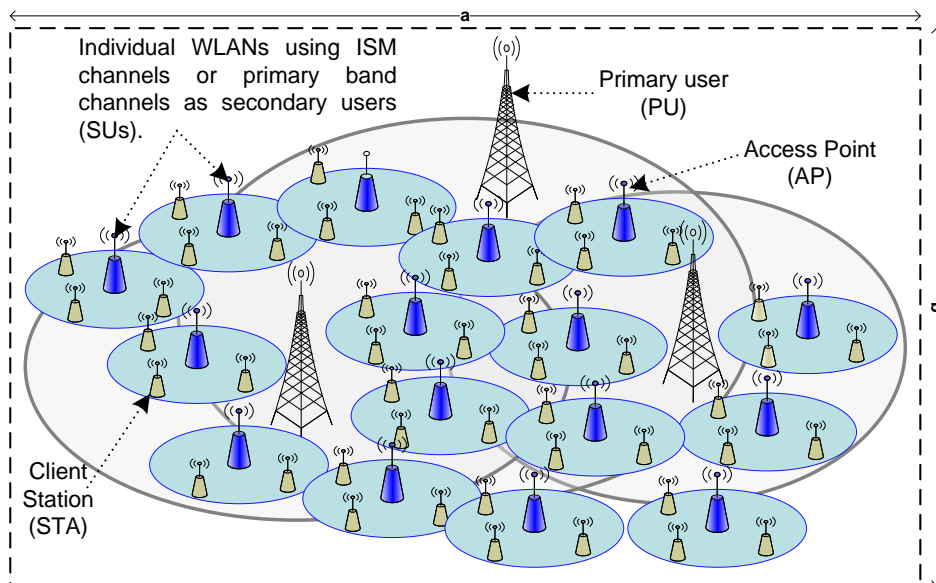 a
Individual WLANs using ISM
channels or primary band
channels as secondary users
(SUs).
Primary user
(PU)
Access Point
(AP)
Client
Station
(STA)